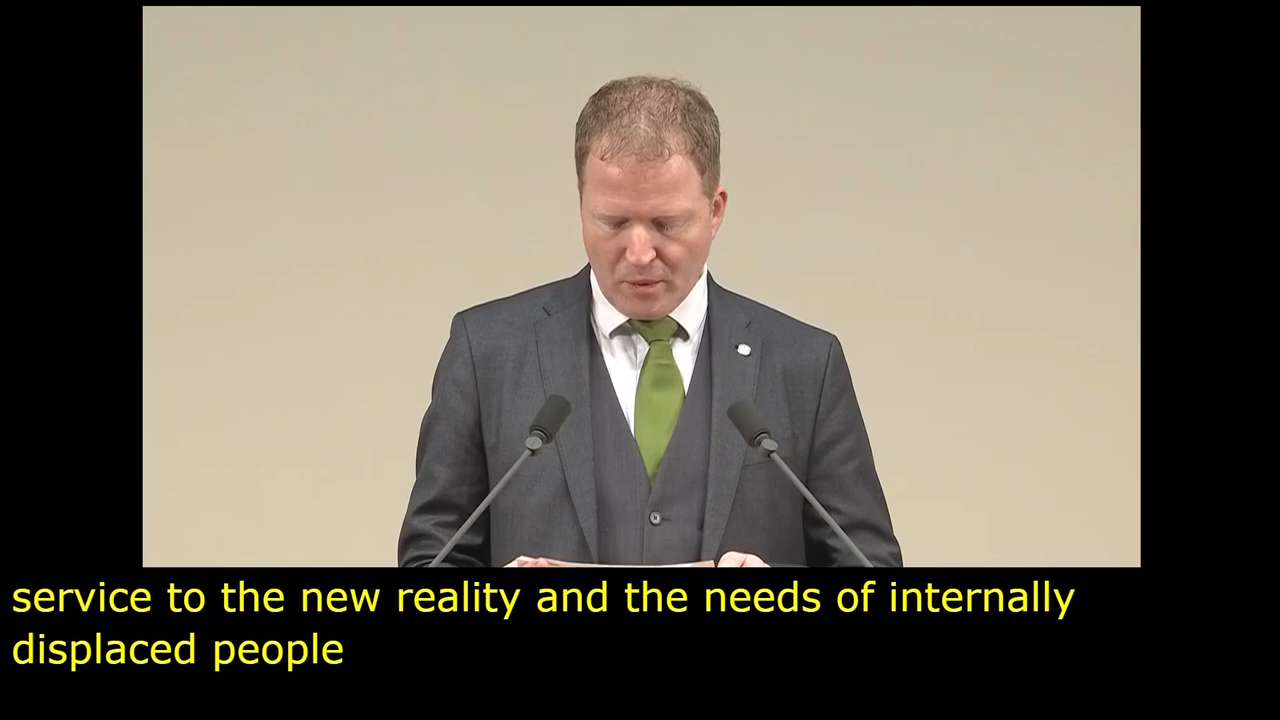 service to the new reality and the needs of internally
displaced people